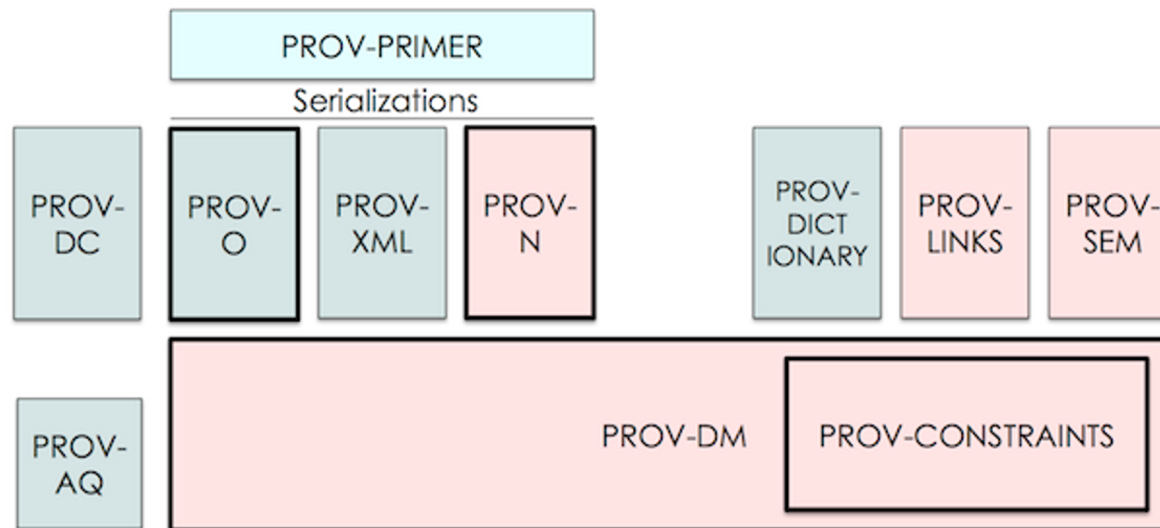 PROV-PRIMER
Serializations
PROV-
DC
PROV-
O
PROV-
XML
PROV-
N
PROV-
DICT
IONARY
PROV-
LINKS
PROV-
SEM
PROV-
AQ
PROV-DM
PROV-CONSTRAINTS